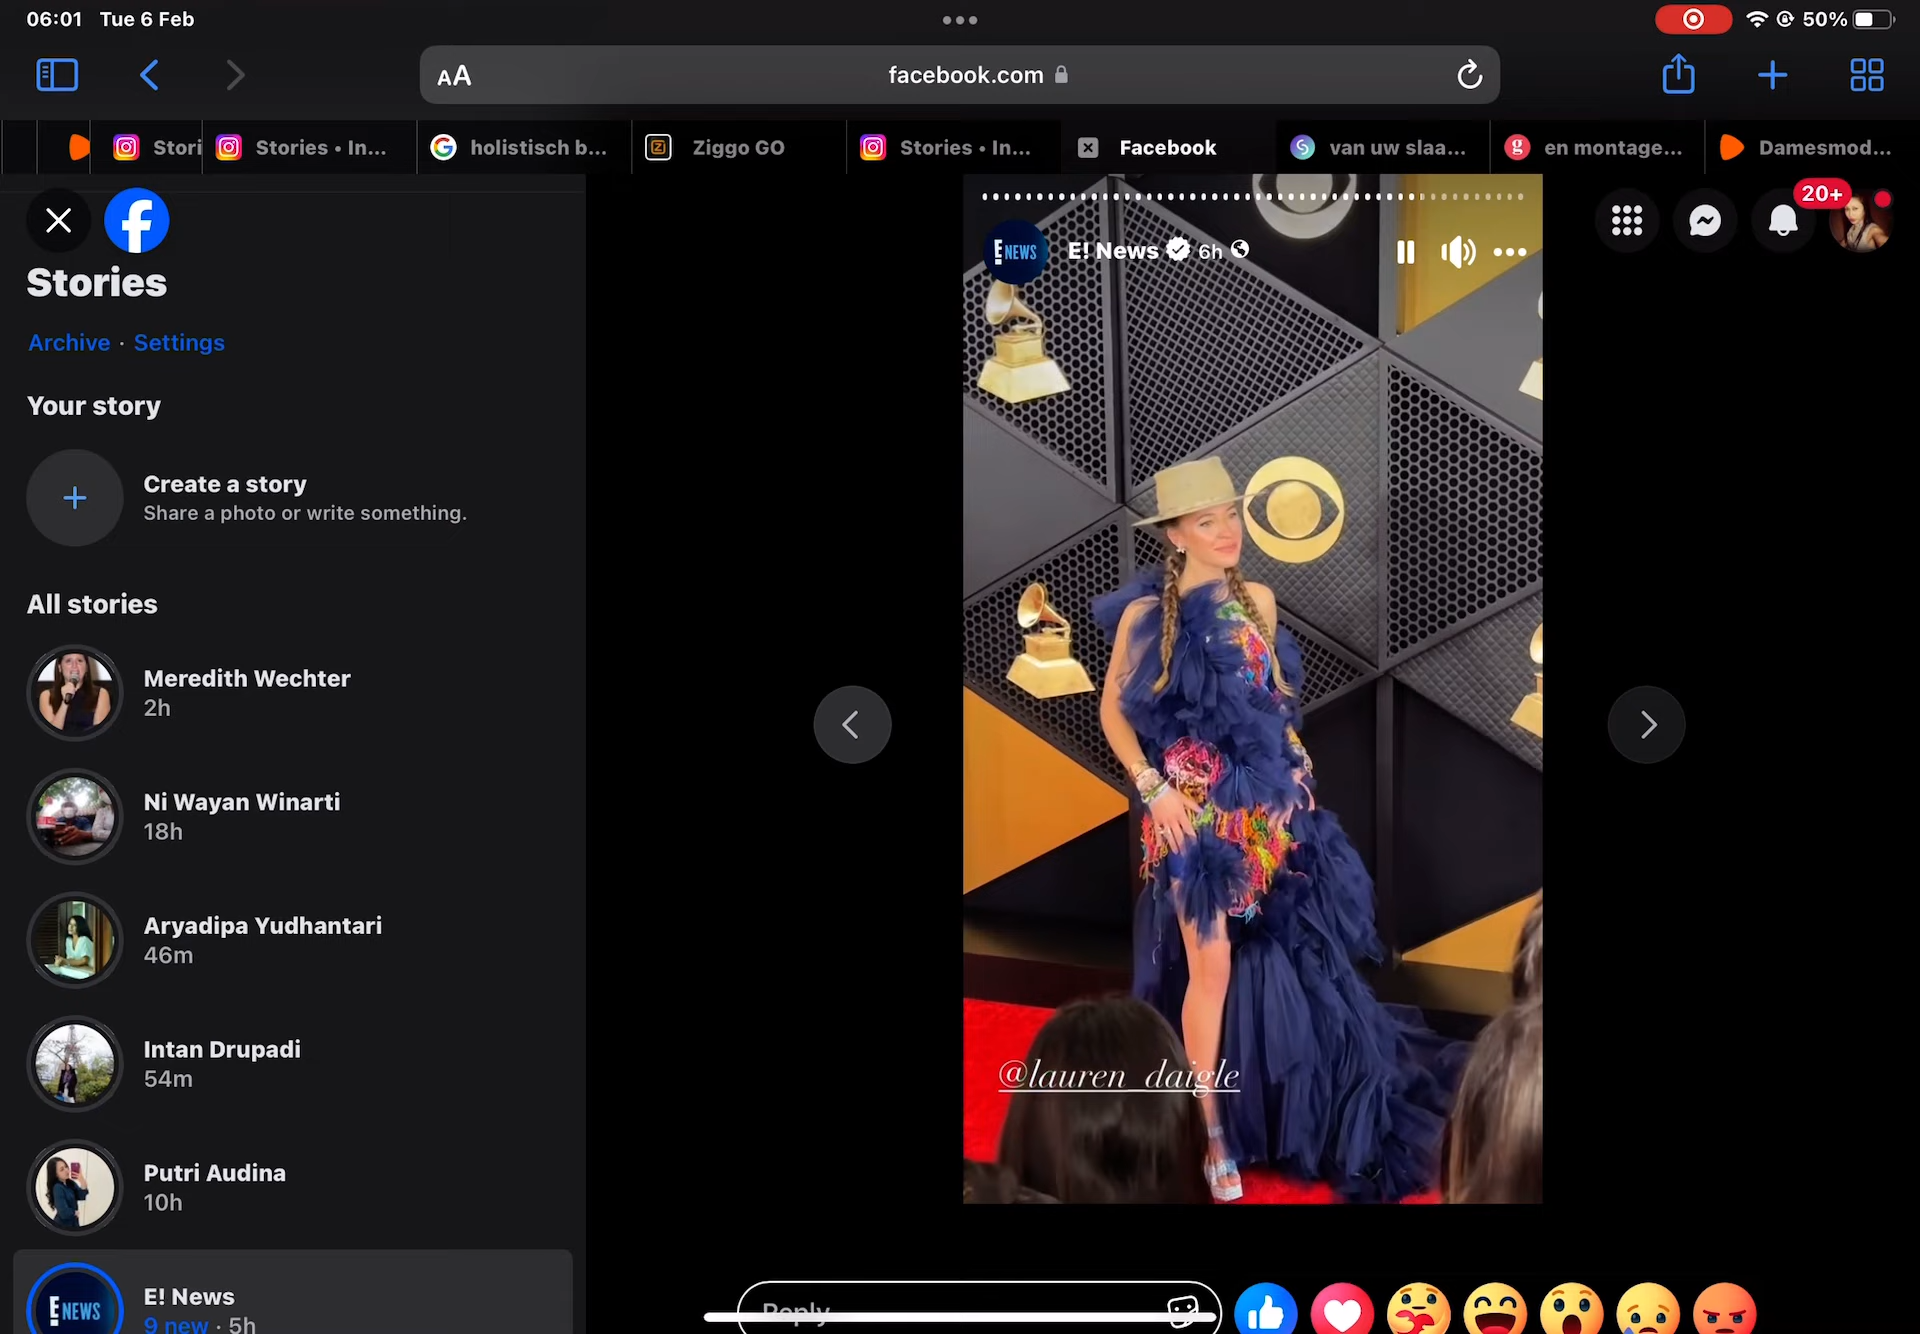 06:01 Tue 6 Feb
50%
AA
facebook.com
Stori
Stories • In...
holistisch b...
Ziggo GO
Stories • In...
Facebook
van uw slaa...
en montage...
Damesmod...
20+
Stories
Archive · Settings
Your story
Create a story
Share a photo or write something.
All stories
Meredith Wechter
2h
Ni Wayan Winarti
18h
Aryadipa Yudhantari
46m
Intan Drupadi
54m
Putri Audina
10h
E! NEWS
E! News
9 new · 5h
E! NEWS
E! News 6h
@lauren_daigle
Reply